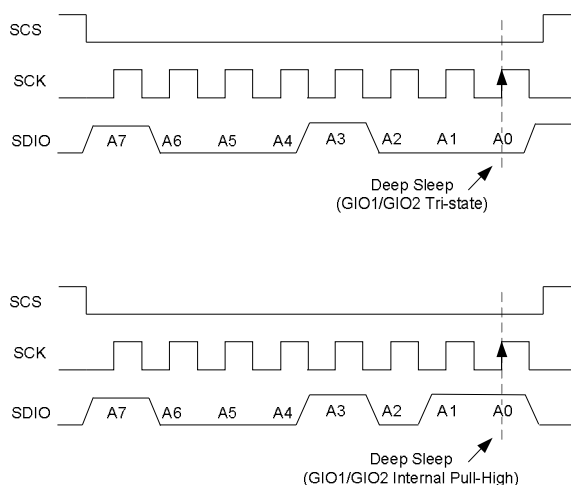 SCS
SCK
SDIO A7 A6 A5 A4 A3 A2 A1 A0
Deep Sleep
(GIO1/GIO2 Tri-state)
SCS
SCK
SDIO A7 A6 A5 A4 A3 A2 A1 A0
Deep Sleep
(GIO1/GIO2 Internal Pull-High)